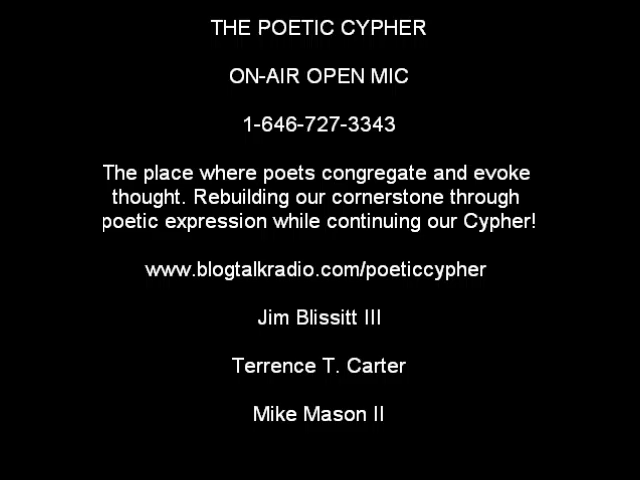 THE POETIC CYPHER
ON-AIR OPEN MIC
1-646-727-3343
The place where poets congregate and evoke
thought. Rebuilding our cornerstone through
poetic expression while continuing our Cypher!
www.blogtalkradio.com/poeticcypher
Jim Blissitt III
Terrence T. Carter
Mike Mason II